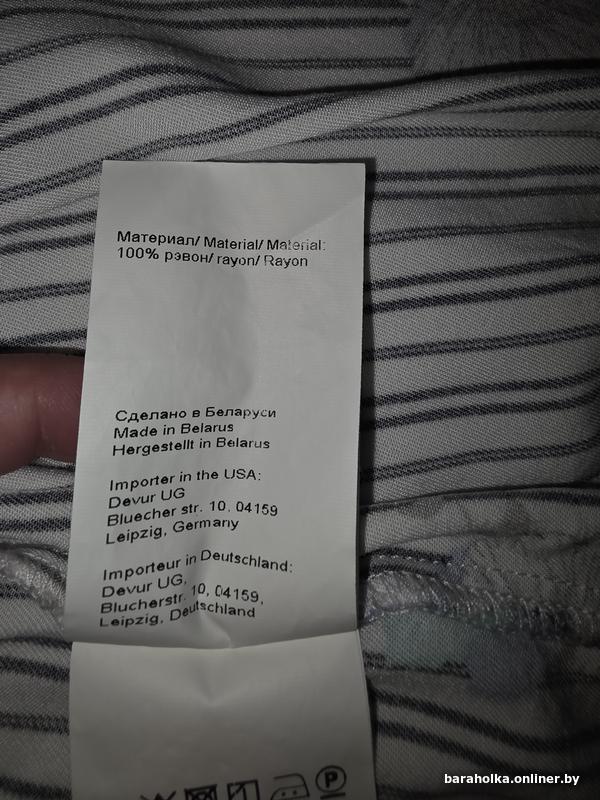 Материал/ Material/ Material:
100% рэвон/ rayon/ Rayon
Сделано в Беларуси
Made in Belarus
Hergestellt in Belarus
Importer in the USA:
Devur UG
Bluecher str. 10, 04159
Leipzig, Germany
Importeur in Deutschland:
Devur UG,
Blucherstr. 10, 04159,
Leipzig, Deutschland
P
baraholka.onliner.by